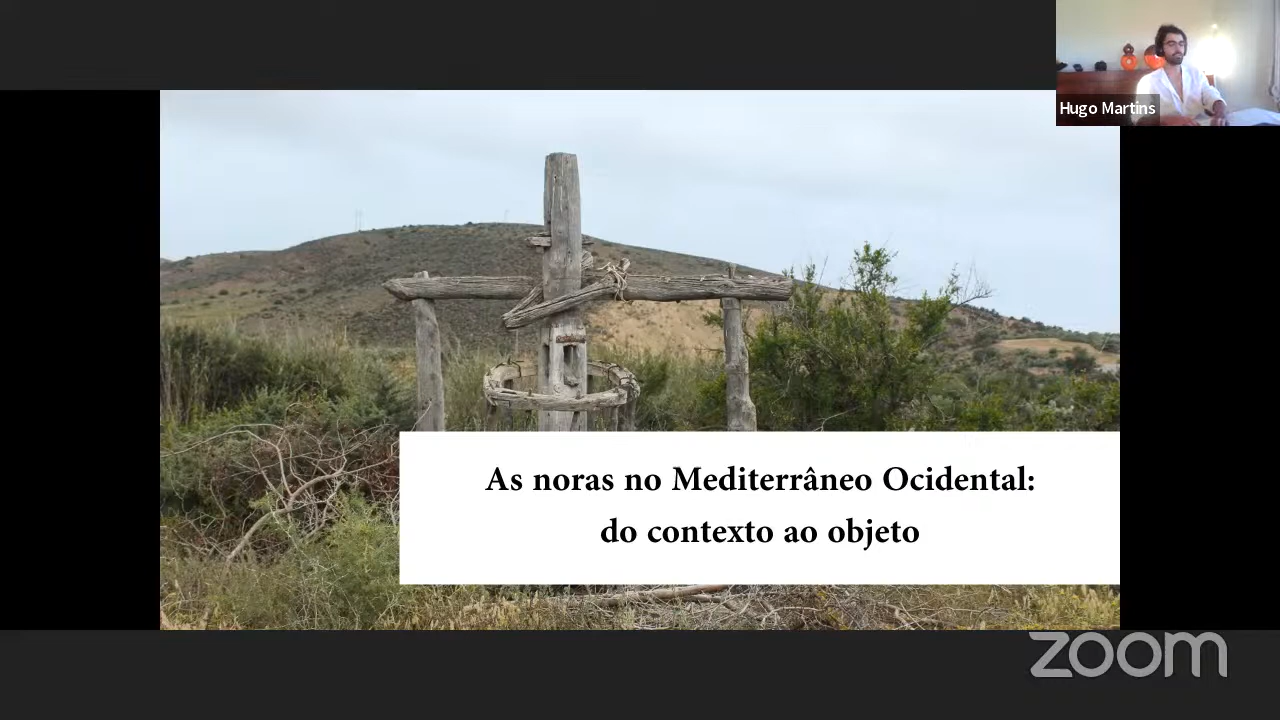 Hugo Martins
As noras no Mediterrâneo Ocidental:
do contexto ao objeto
zoom